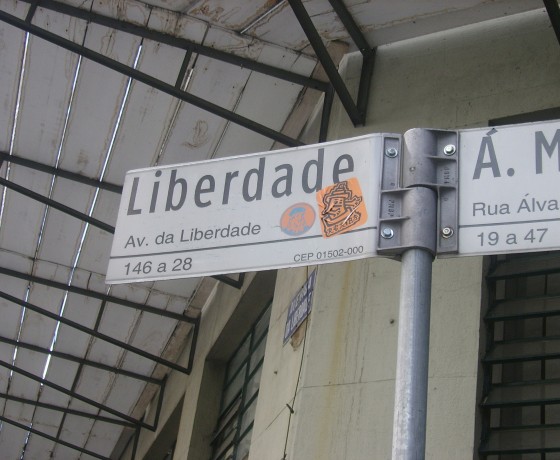 Liberdade
Av. da Liberdade
146 a 28
CEP 01502-000
Á. M
Rua Álva
19 a 47